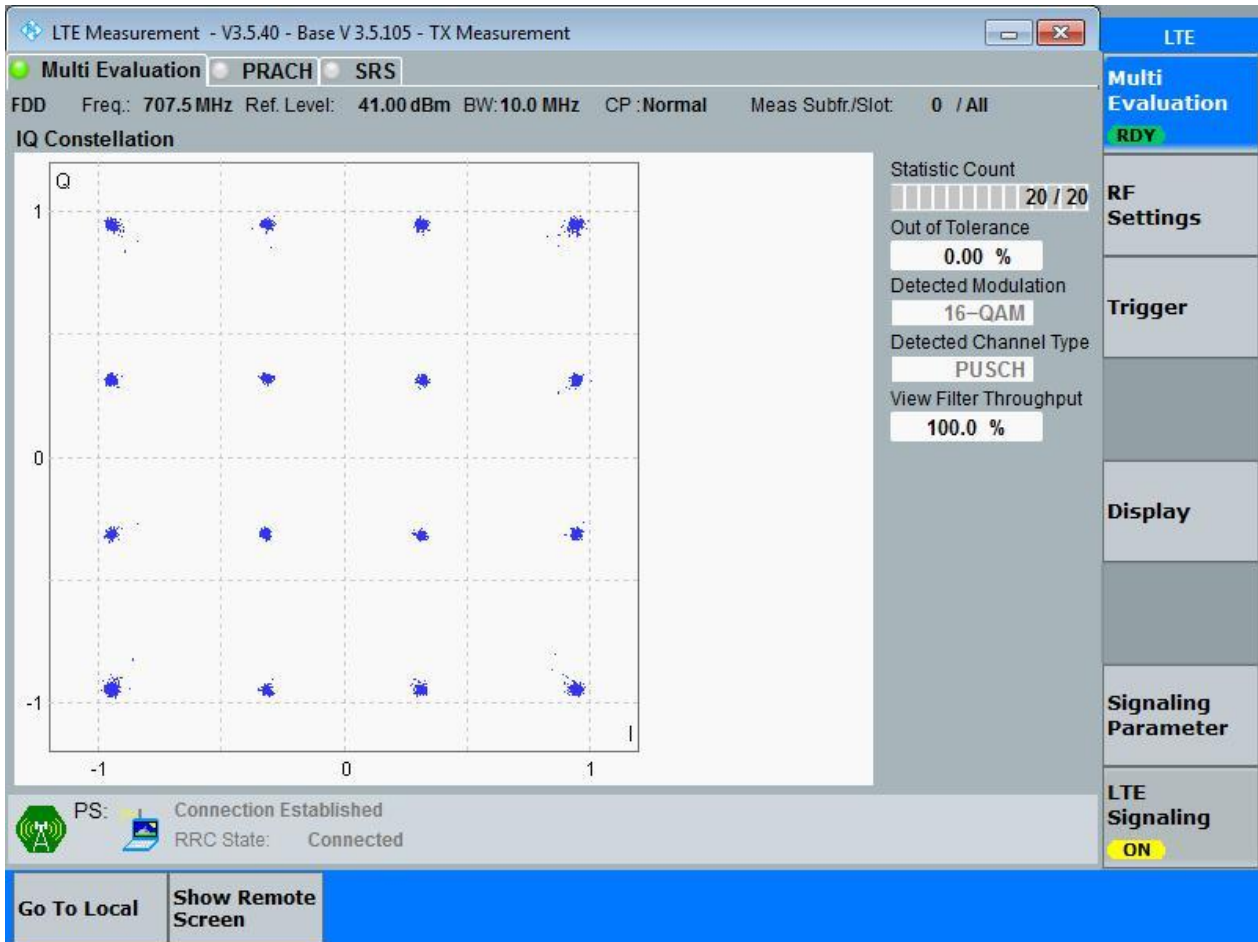 LTE Measurement - V3.5.40 - Base V 3.5.105 - TX Measurement
LTE
Multi Evaluation PRACH SRS
Multi
Evaluation
RDY
FDD Freq.: 707.5 MHz Ref. Level: 41.00 dBm BW: 10.0 MHz CP : Normal Meas Subfr./Slot: 0 / All
IQ Constellation
Q
1
0
-1
I
-1 0 1
Statistic Count
20 / 20
Out of Tolerance
0.00 %
Detected Modulation
16-QAM
Detected Channel Type
PUSCH
View Filter Throughput
100.0 %
RF
Settings
Trigger
Display
Signaling
Parameter
LTE
Signaling
ON
PS: Connection Established
RRC State: Connected
Go To Local
Show Remote
Screen